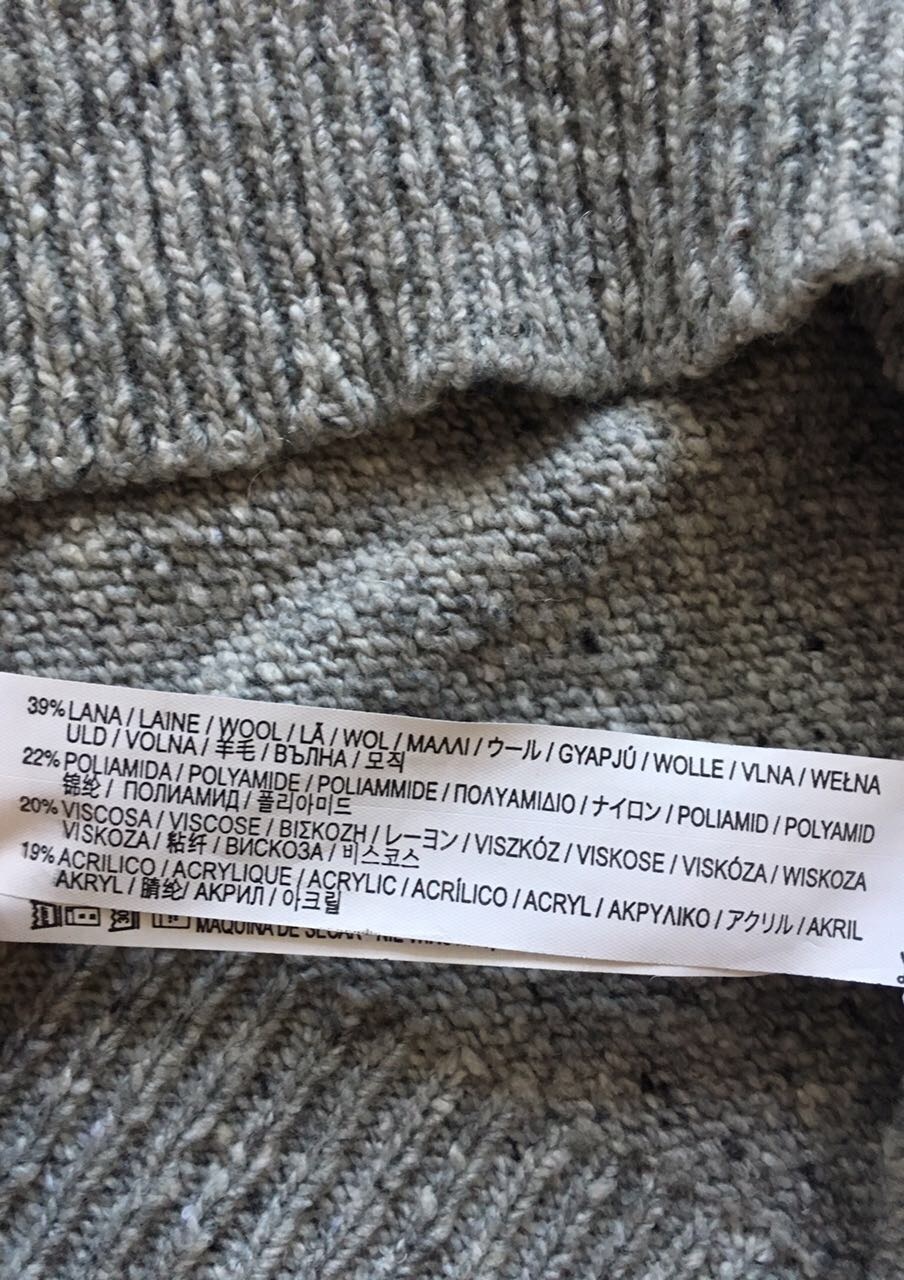 39% LANA / LAINE / WOOL / LÃ / WOL / ΜΑΛΛΙ / ウール / GYAPJÚ / WOLLE / VLNA / WEŁNA
ULD / VOLNA / 羊毛 / ВЪЛНА / 모직
22% POLIAMIDA / POLYAMIDE / POLIAMMIDE / ΠΟΛΥΑΜΙΔΙΟ / ナイロン / POLIAMID / POLYAMID
锦纶 / ПОЛИАМИД / 폴리아미드
20% VISCOSA / VISCOSE / ΒΙΣΚΟΖΗ / レーヨン / VISZKÓZ / VISKOSE / VISKÓZA / WISKOZA
VISKOZA / 粘纤 / ВИСКОЗА / 비스코스
19% ACRILICO / ACRYLIQUE / ACRYLIC / ACRÍLICO / ACRYL / ΑΚΡΥΛΙΚΟ / アクリル / AKRIL
AKRYL / 腈纶 / АКРИЛ / 아크릴
MAQUINA DE SECAR